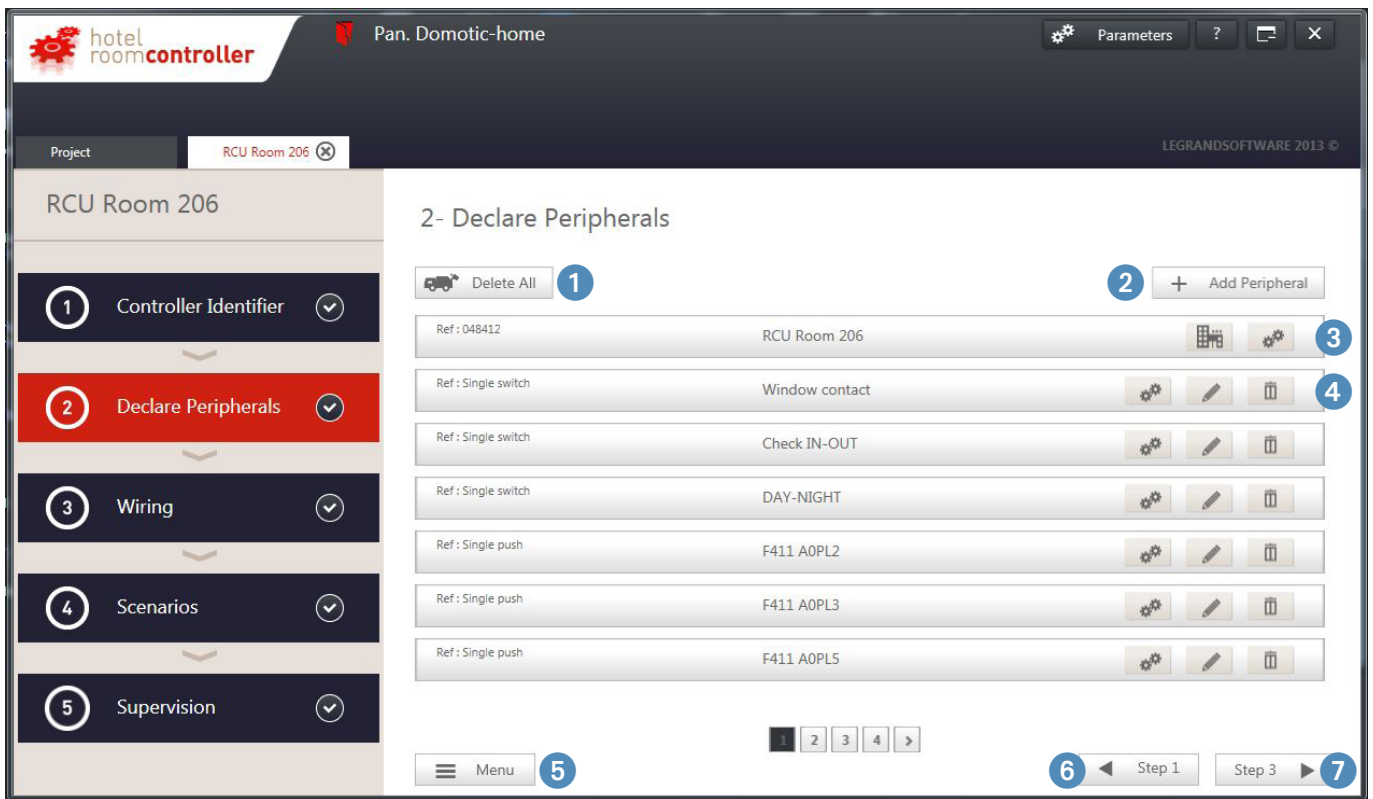 hotel
roomcontroller
Pan. Domotic-home
Parameters ?
Project
RCU Room 206
LEGRANDSOFTWARE 2013 ©
RCU Room 206
1 Controller Identifier
2 Declare Peripherals
3 Wiring
4 Scenarios
5 Supervision
2- Declare Peripherals
Delete All 1
2 + Add Peripheral
Ref : 048412 RCU Room 206 3
Ref : Single switch Window contact 4
Ref : Single switch Check IN-OUT
Ref : Single switch DAY-NIGHT
Ref : Single push F411 A0PL2
Ref : Single push F411 A0PL3
Ref : Single push F411 A0PL5
1 2 3 4 >
Menu 5
6 Step 1
Step 3 7